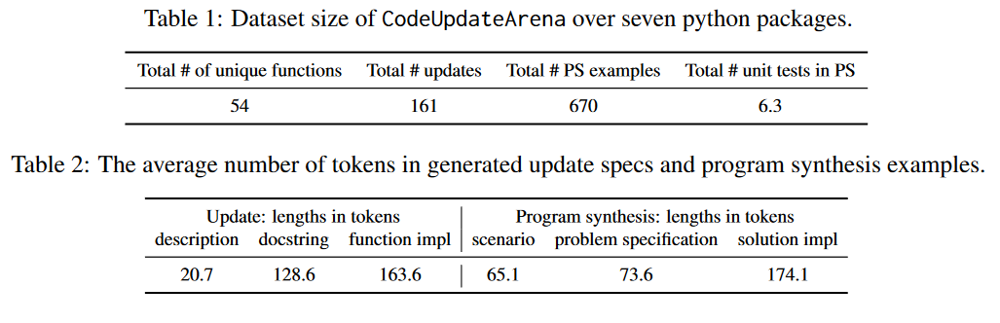 Table 1: Dataset size of CodeUpdateArena over seven python packages.
Total # of unique functions Total # updates Total # PS examples Total # unit tests in PS
54 161 670 6.3
Table 2: The average number of tokens in generated update specs and program synthesis examples.
Update: lengths in tokens Program synthesis: lengths in tokens
description docstring function impl scenario problem specification solution impl
20.7 128.6 163.6 65.1 73.6 174.1